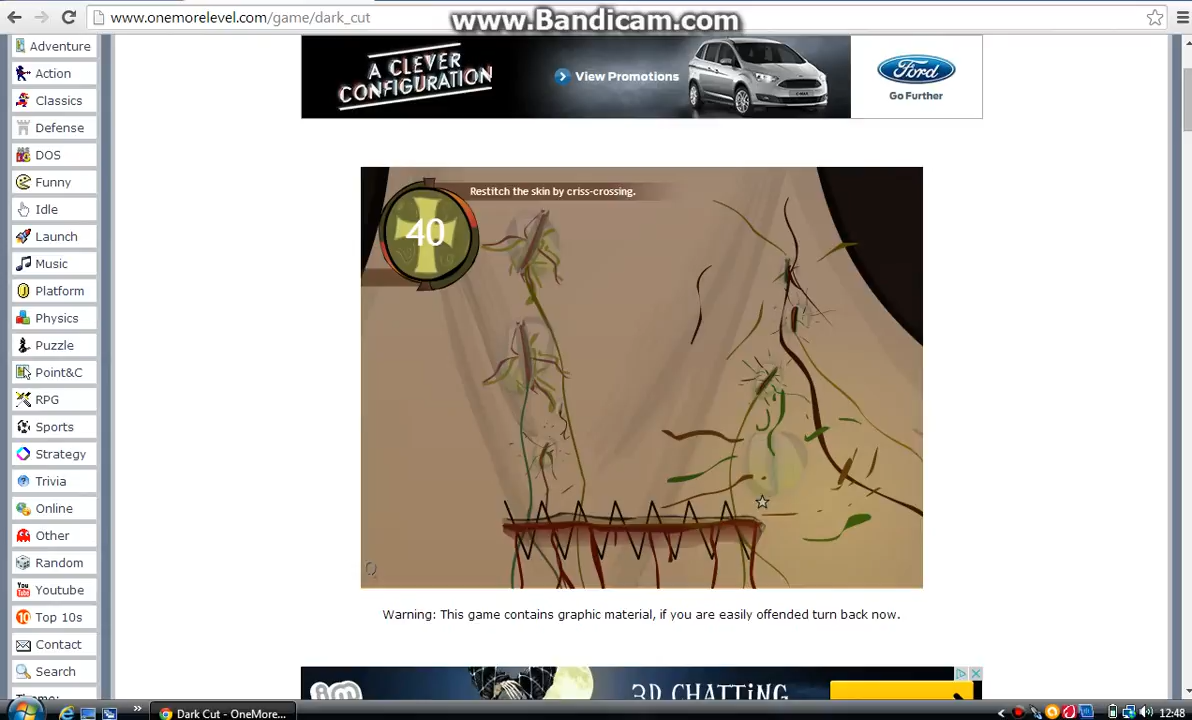 www.onemorelevel.com/game/dark_cut
www.Bandicam.com
Adventure
Action
Classics
Defense
DOS
Funny
Idle
Launch
Music
Platform
Physics
Puzzle
Point&C
RPG
Sports
Strategy
Trivia
Online
Other
Random
Youtube
Top 10s
Contact
Search
Theme:
A CLEVER
CONFIGURATION
View Promotions
Ford
Go Further
40
Restitch the skin by criss-crossing.
Warning: This game contains graphic material, if you are easily offended turn back now.
im
3D CHATTING
Dark Cut - OneMore...
12:48